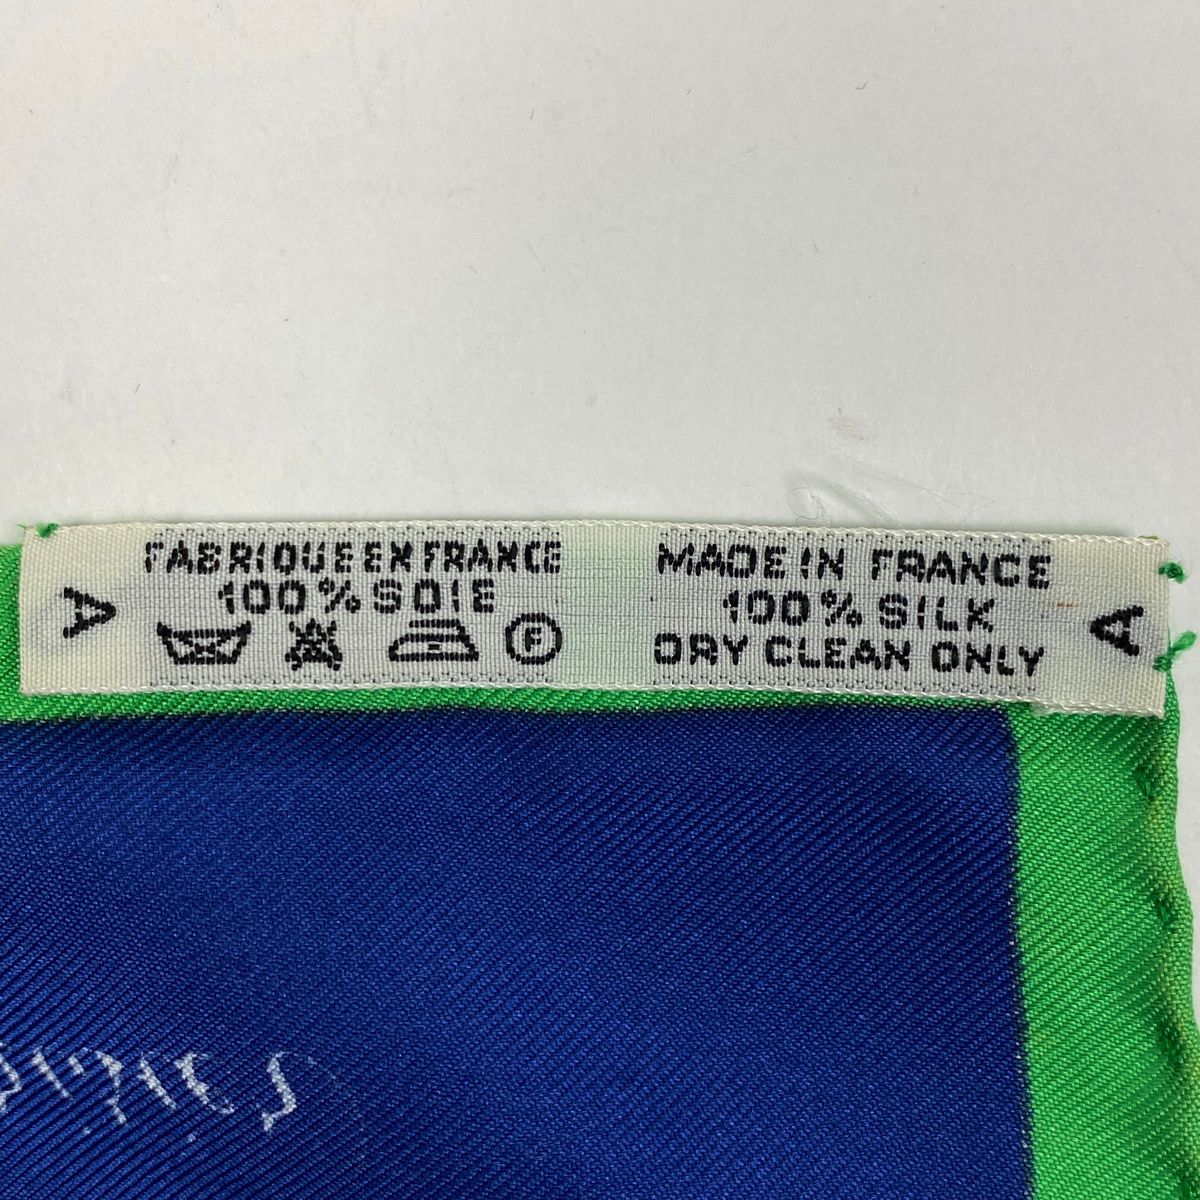 FABRIQUE EN FRANCE
100% SOIE
F
MADE IN FRANCE
100% SILK
DRY CLEAN ONLY
A
A